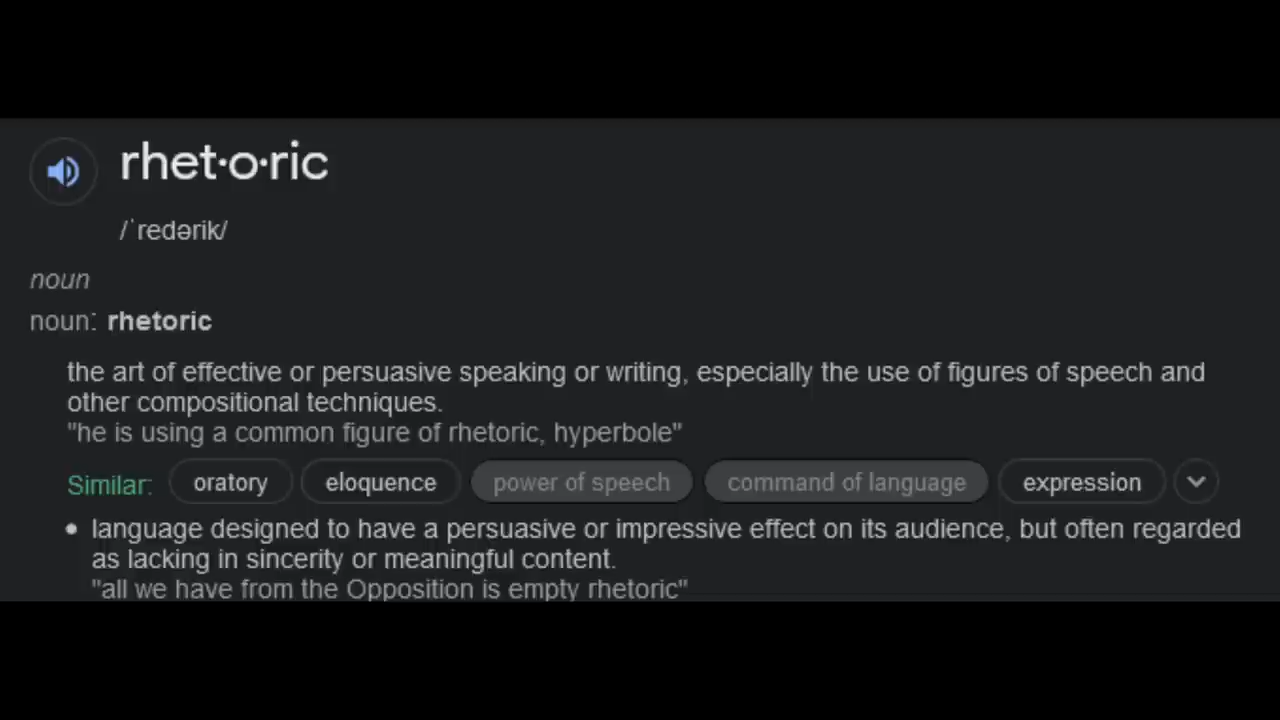 rhet·o·ric
/ˈredərik/
noun
noun: rhetoric
the art of effective or persuasive speaking or writing, especially the use of figures of speech and
other compositional techniques.
"he is using a common figure of rhetoric, hyperbole"
Similar: oratory eloquence power of speech command of language expression
• language designed to have a persuasive or impressive effect on its audience, but often regarded
as lacking in sincerity or meaningful content.
"all we have from the Opposition is empty rhetoric"